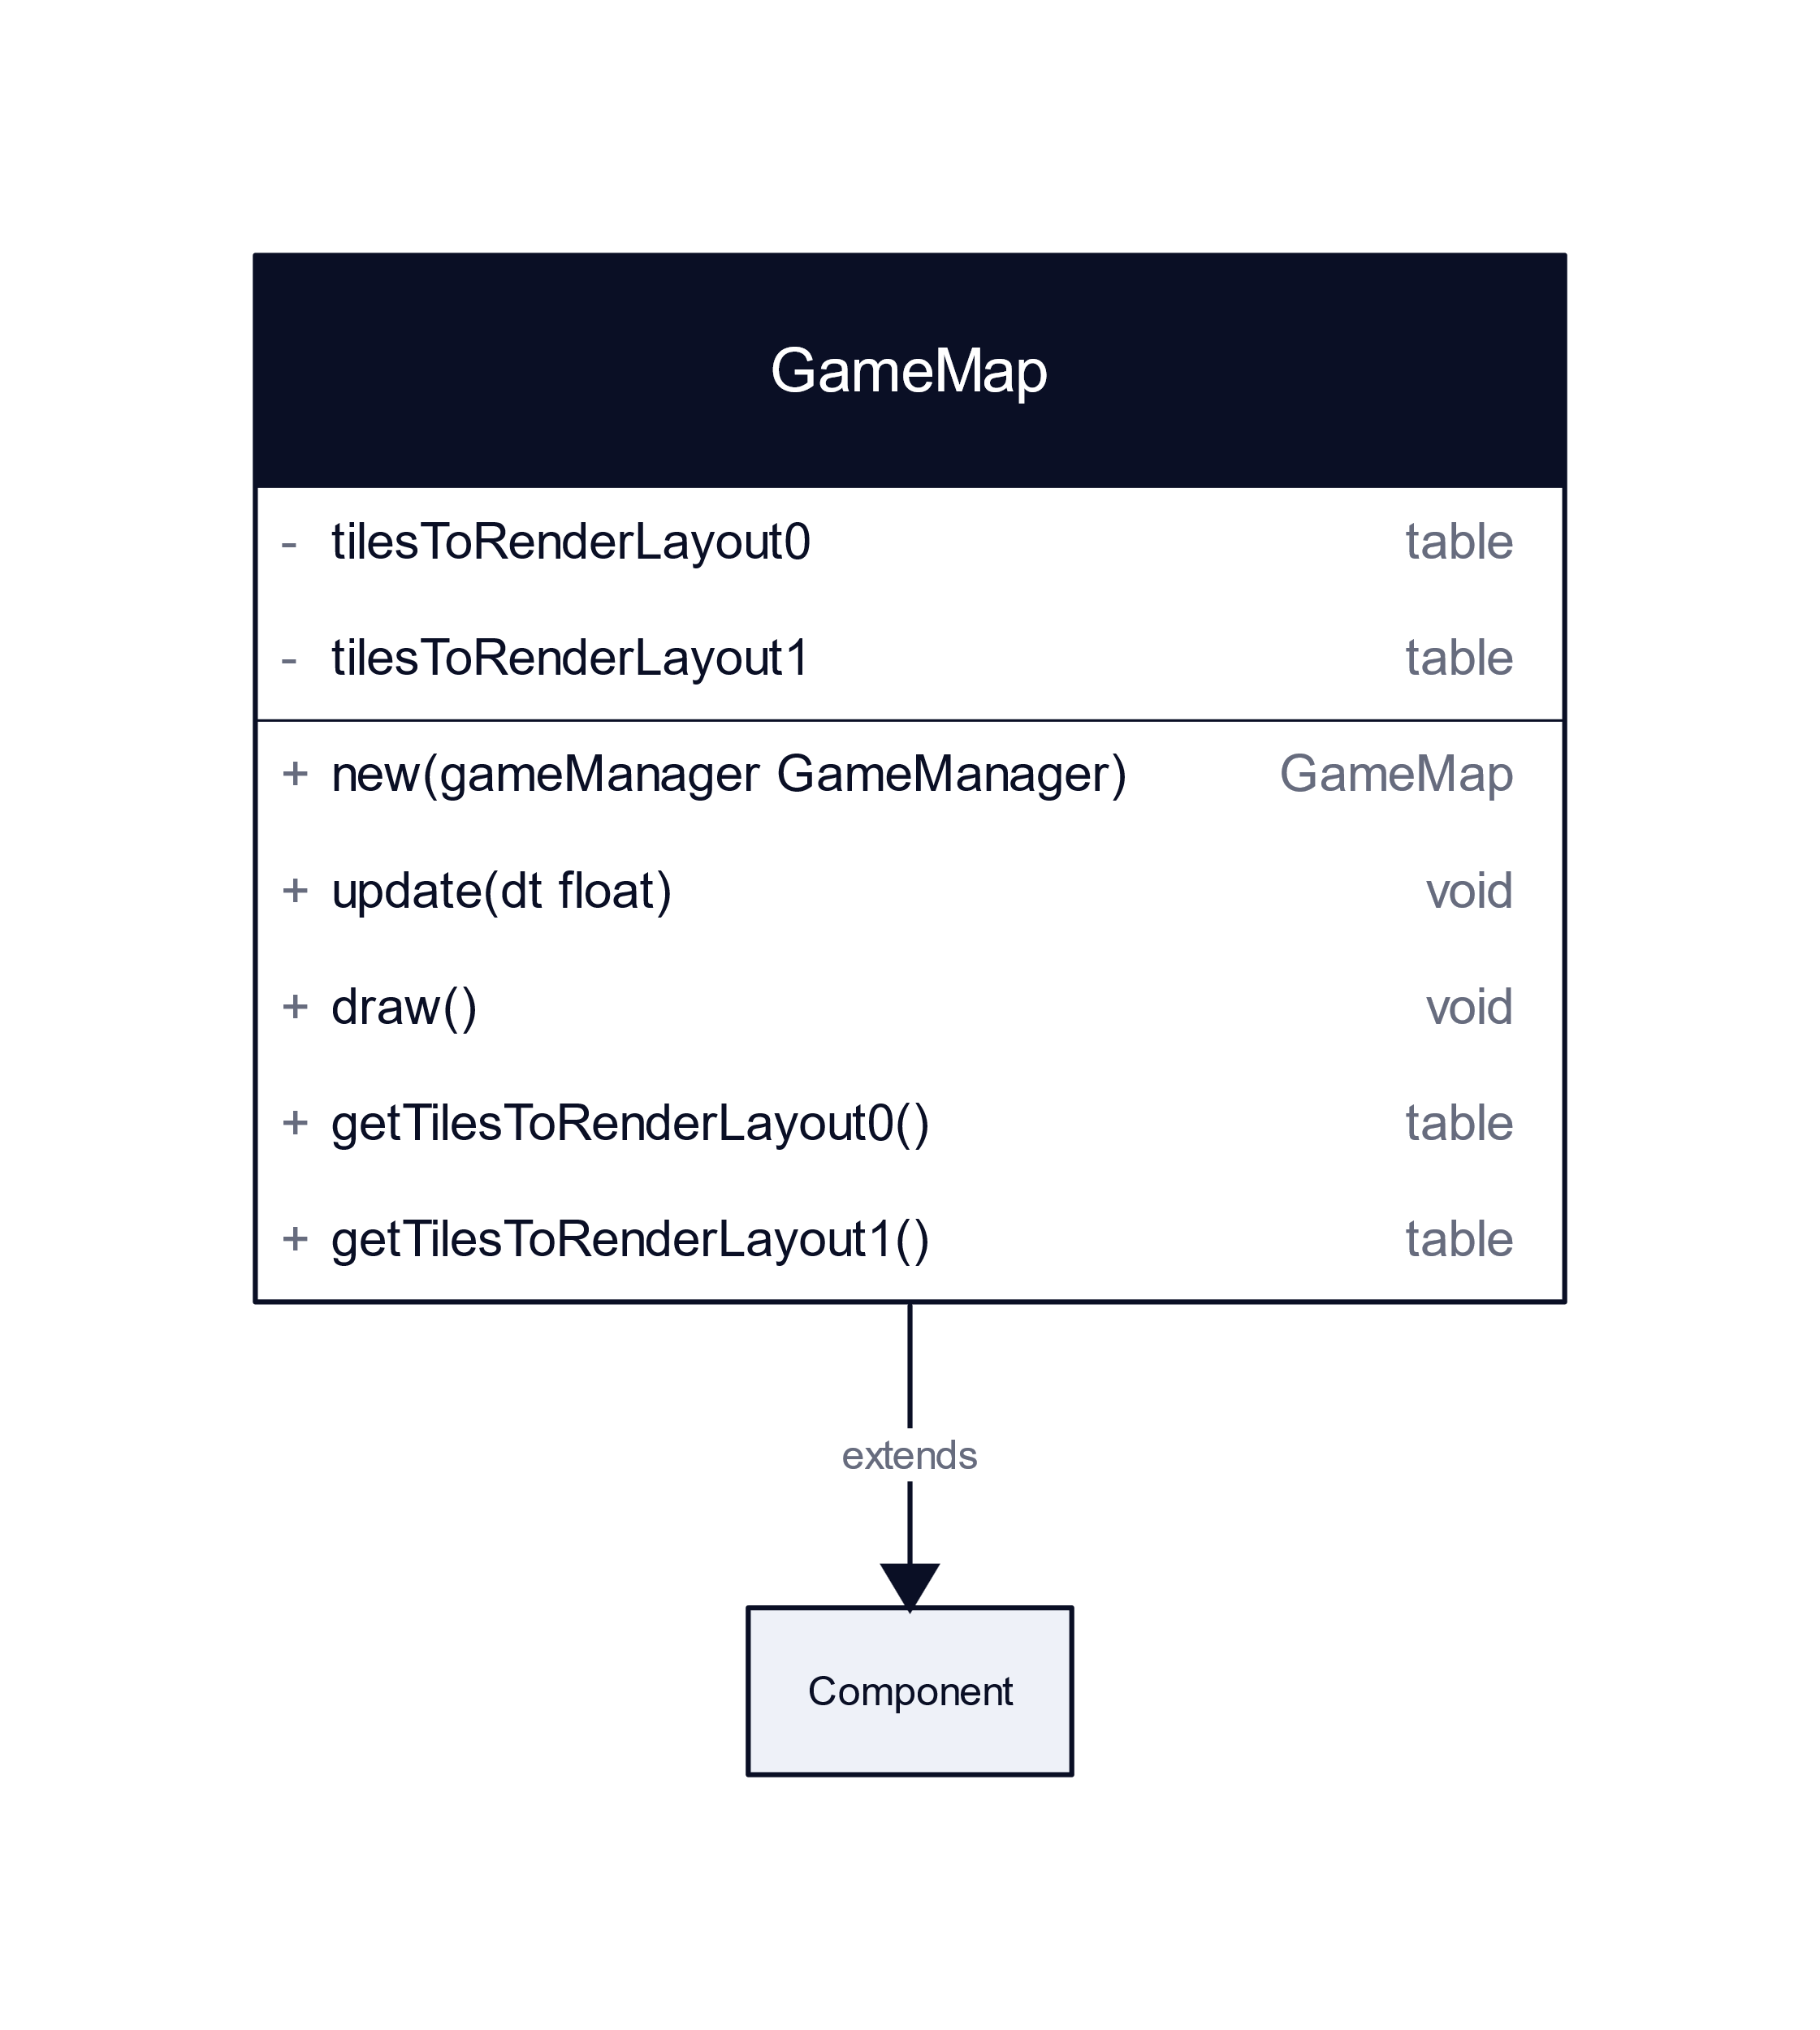 GameMap
- tilesToRenderLayout0 table
- tilesToRenderLayout1 table
+ new(gameManager GameManager) GameMap
+ update(dt float) void
+ draw() void
+ getTilesToRenderLayout0() table
+ getTilesToRenderLayout1() table
extends
Component